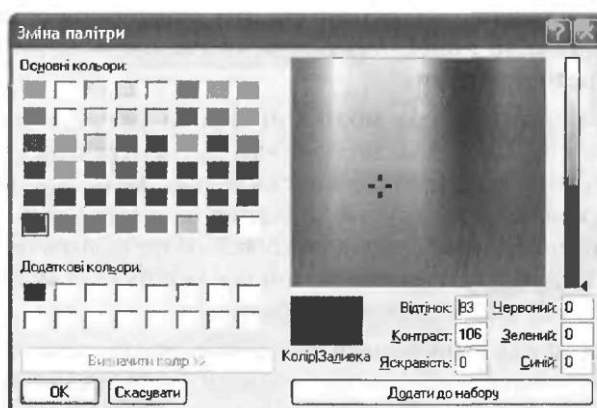 Зміна палітри
Основні кольори:
Додаткові кольори:
Визначити колір >>
OK
Скасувати
Колір|Заливка
Відтінок: 83
Контраст: 106
Яскравість: 0
Червоний: 0
Зелений: 0
Синій: 0
Додати до набору